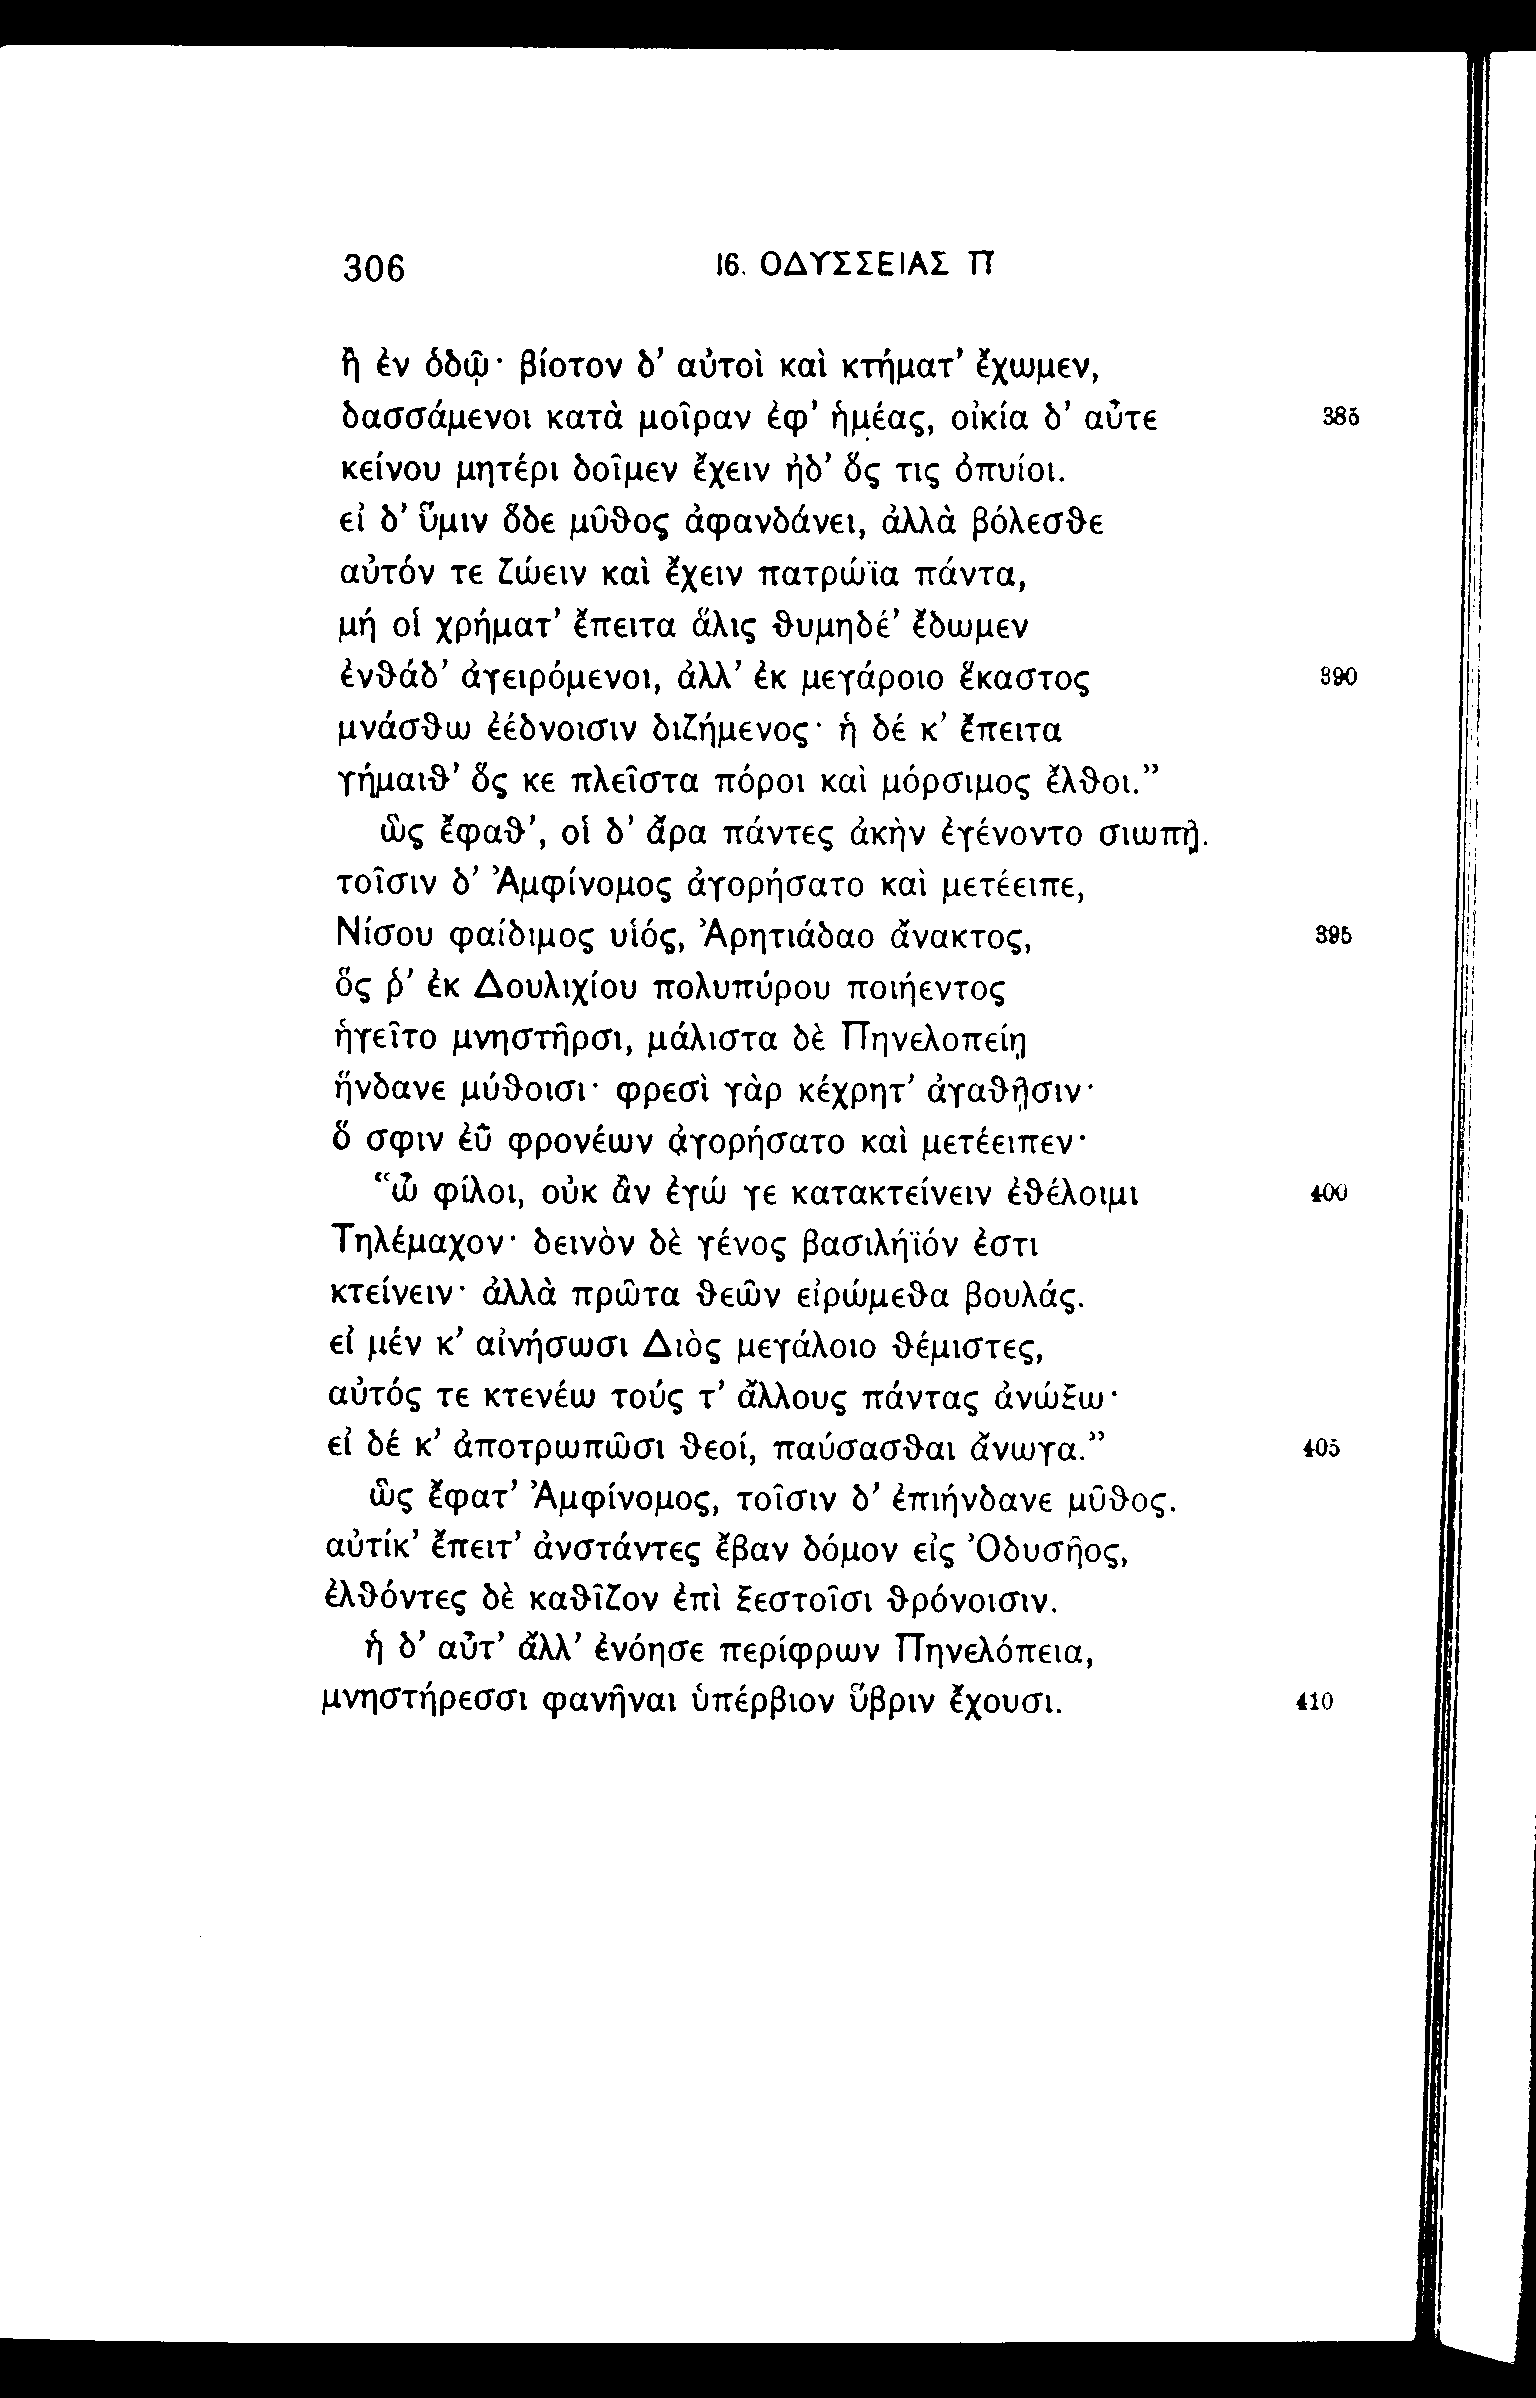 306 16. ΟΔΥΣΣΕΙΑΣ Π
ἢ ἐν ὁδῷ· βίοτον δ’ αὐτοὶ καὶ κτήματ’ ἔχωμεν,
δασσάμενοι κατὰ μοῖραν ἐφ’ ἡμέας, οἰκία δ’ αὖτε 385
κείνου μητέρι δοῖμεν ἔχειν ἠδ’ ὅς τις ὀπυίοι.
εἰ δ’ ὕμιν ὅδε μῦθος ἀφανδάνει, ἀλλὰ βόλεσθε
αὐτόν τε ζώειν καὶ ἔχειν πατρώϊα πάντα,
μή οἱ χρήματ’ ἔπειτα ἅλις θυμηδέ’ ἔδωμεν
ἐνθάδ’ ἀγειρόμενοι, ἀλλ’ ἐκ μεγάροιο ἕκαστος 390
μνάσθω ἐέδνοισιν διζήμενος· ἡ δέ κ’ ἔπειτα
γήμαιθ’ ὅς κε πλεῖστα πόροι καὶ μόρσιμος ἔλθοι.”
ὣς ἔφαθ’, οἱ δ’ ἄρα πάντες ἀκὴν ἐγένοντο σιωπῇ.
τοῖσιν δ’ Ἀμφίνομος ἀγορήσατο καὶ μετέειπε,
Νίσου φαίδιμος υἱός, Ἀρητιάδαο ἄνακτος, 395
ὅς ῥ’ ἐκ Δουλιχίου πολυπύρου ποιήεντος
ἡγεῖτο μνηστῆρσι, μάλιστα δὲ Πηνελοπείῃ
ἥνδανε μύθοισι· φρεσὶ γὰρ κέχρητ’ ἀγαθῇσιν·
ὅ σφιν ἐῢ φρονέων ἀγορήσατο καὶ μετέειπεν·
“ὦ φίλοι, οὐκ ἂν ἐγώ γε κατακτείνειν ἐθέλοιμι 400
Τηλέμαχον· δεινὸν δὲ γένος βασιλήϊόν ἐστι
κτείνειν· ἀλλὰ πρῶτα θεῶν εἰρώμεθα βουλάς.
εἰ μέν κ’ αἰνήσωσι Διὸς μεγάλοιο θέμιστες,
αὐτός τε κτενέω τούς τ’ ἄλλους πάντας ἀνώξω·
εἰ δέ κ’ ἀποτρωπῶσι θεοί, παύσασθαι ἄνωγα.” 405
ὣς ἔφατ’ Ἀμφίνομος, τοῖσιν δ’ ἐπιήνδανε μῦθος.
αὐτίκ’ ἔπειτ’ ἀνστάντες ἔβαν δόμον εἰς Ὀδυσῆος,
ἐλθόντες δὲ καθῖζον ἐπὶ ξεστοῖσι θρόνοισιν.
ἡ δ’ αὖτ’ ἄλλ’ ἐνόησε περίφρων Πηνελόπεια,
μνηστήρεσσι φανῆναι ὑπέρβιον ὕβριν ἔχουσι. 410